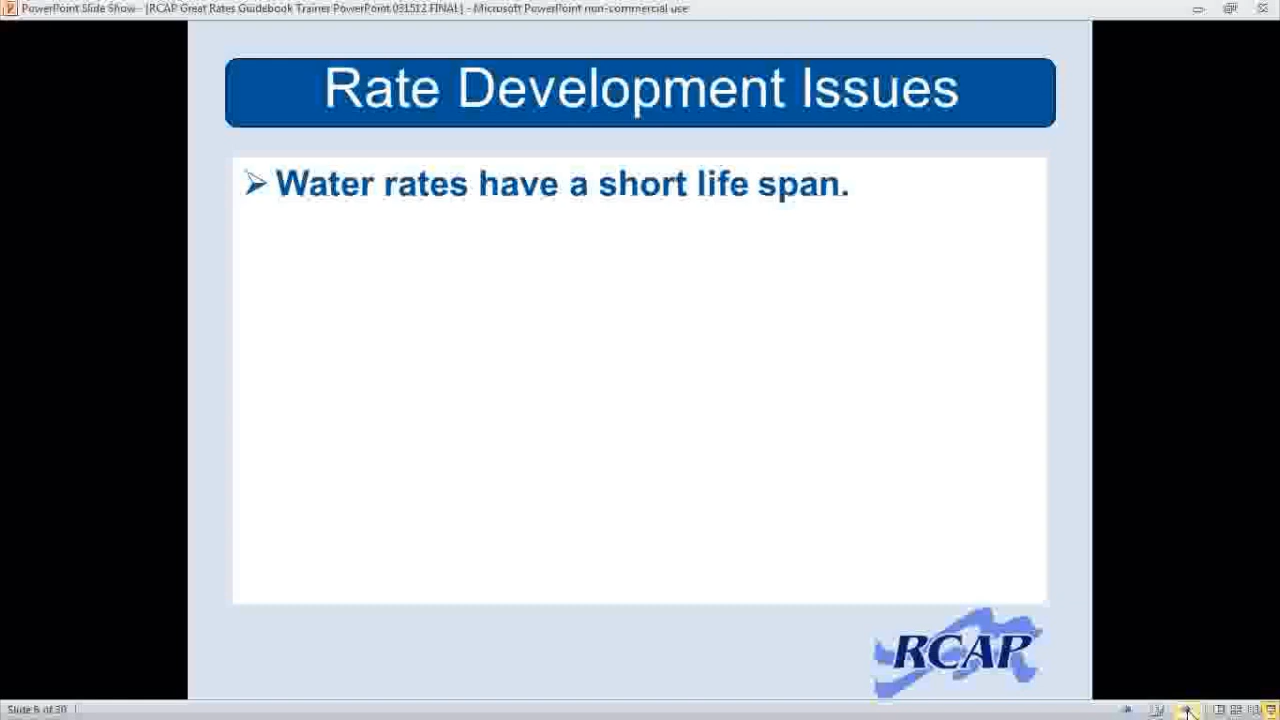 PowerPoint Slide Show - [RCAP Great Rates Guidebook Trainer PowerPoint 031512 FINAL] - Microsoft PowerPoint non-commercial use
Rate Development Issues
Water rates have a short life span.
RCAP
Slide 6 of 30